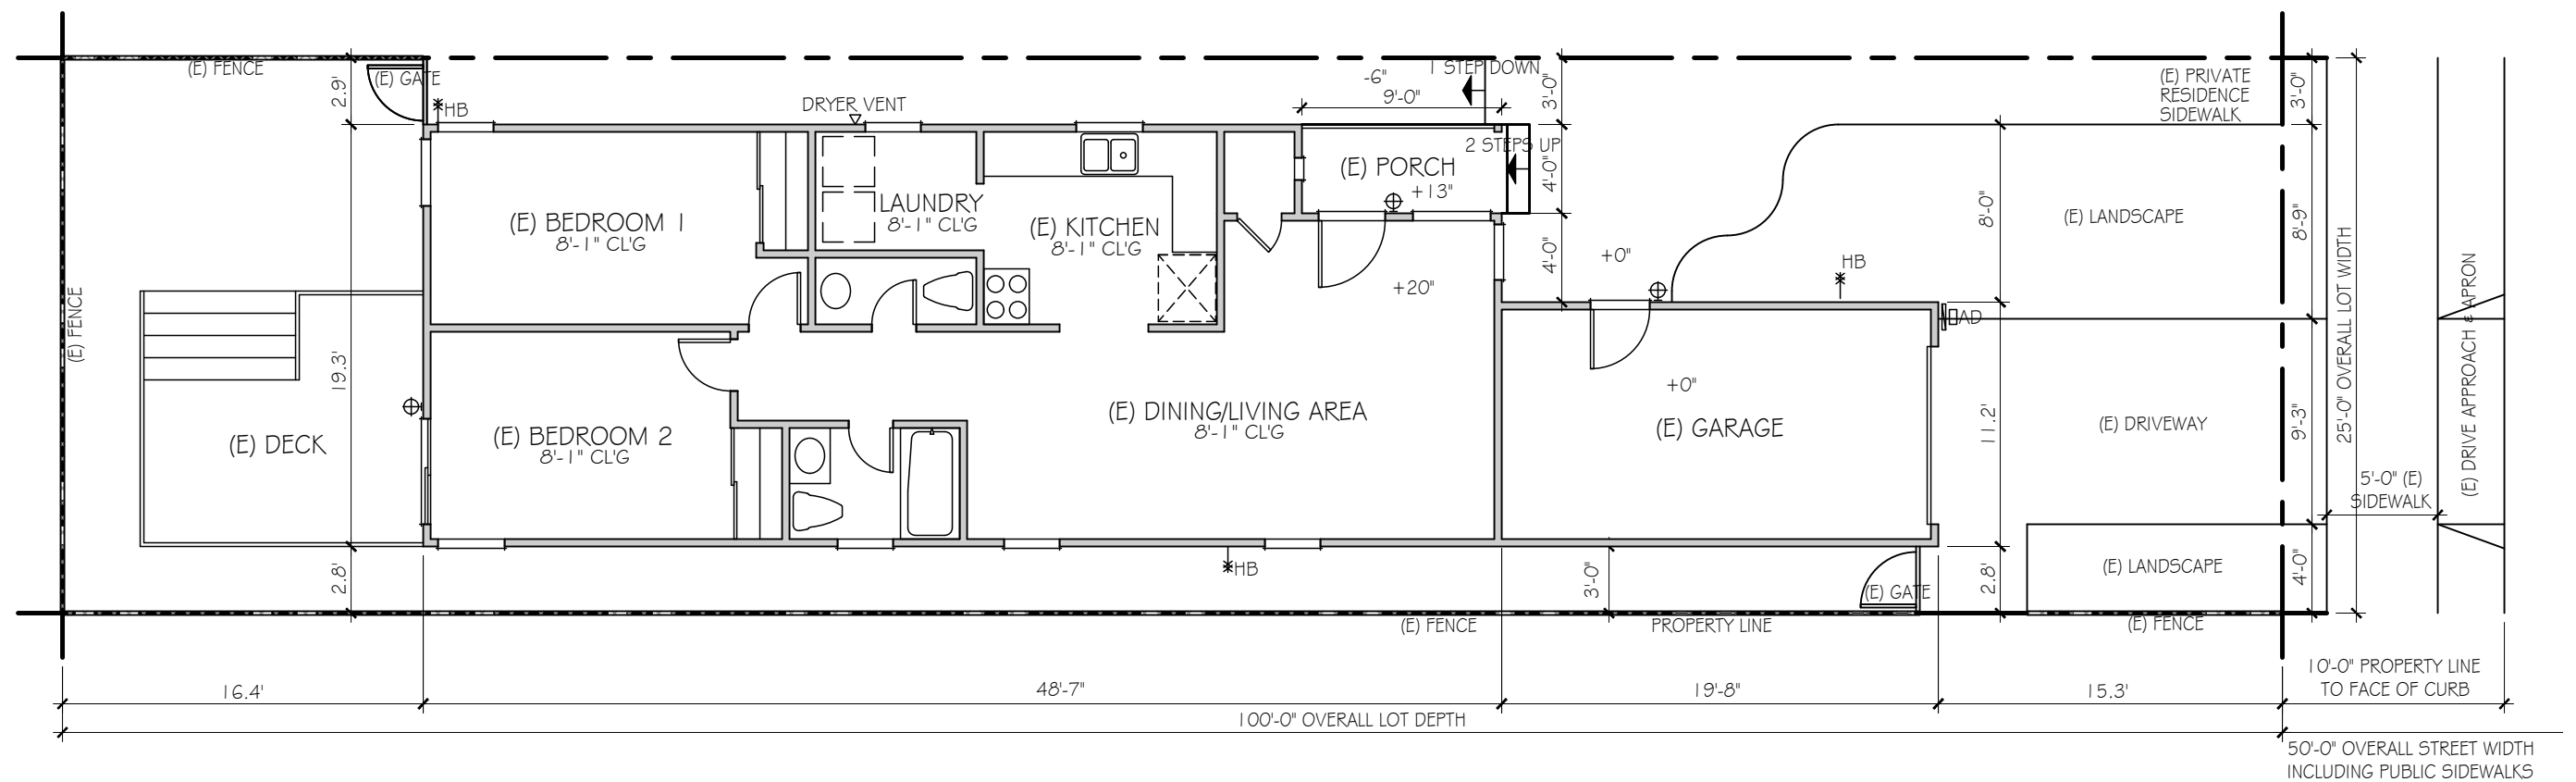 (E) FENCE
(E) GATE
2.9'
HB
DRYER VENT
-6"
1 STEP DOWN
9'-0"
3'-0"
(E) PRIVATE
RESIDENCE
SIDEWALK
3'-0"
2 STEPS UP
(E) PORCH
+13"
4'-0"
(E) BEDROOM 1
8'-1" CL'G
LAUNDRY
8'-1" CL'G
(E) KITCHEN
8'-1" CL'G
4'-0"
+0"
HB
8'-0"
(E) LANDSCAPE
8'-9"
25'-0" OVERALL LOT WIDTH
+20"
(E) FENCE
19.3'
AD
(E) DRIVE APPROACH & APRON
+0"
(E) DECK
(E) BEDROOM 2
8'-1" CL'G
(E) DINING/LIVING AREA
8'-1" CL'G
(E) GARAGE
11.2'
(E) DRIVEWAY
9'-3"
5'-0" (E)
SIDEWALK
2.8'
HB
3'-0"
(E) GATE
2.8'
(E) LANDSCAPE
4'-0"
(E) FENCE
PROPERTY LINE
(E) FENCE
16.4'
48'-7"
19'-8"
15.3'
10'-0" PROPERTY LINE
TO FACE OF CURB
100'-0" OVERALL LOT DEPTH
50'-0" OVERALL STREET WIDTH
INCLUDING PUBLIC SIDEWALKS